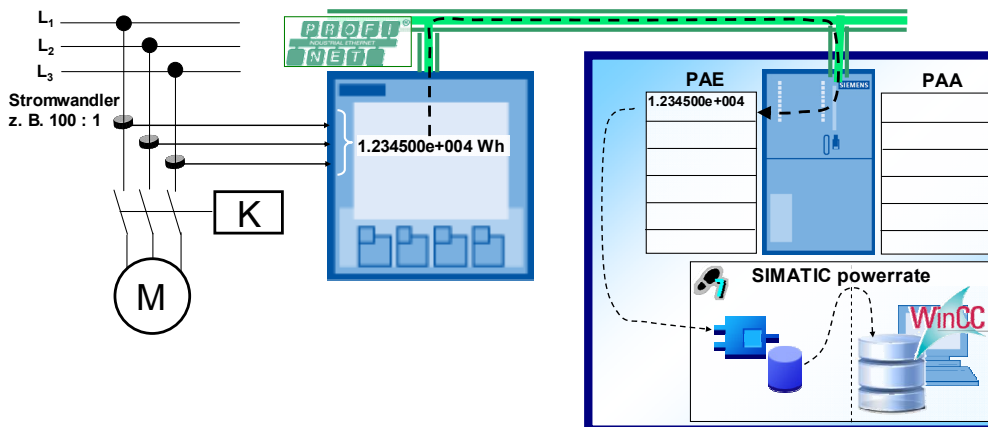 L1
L2
L3
Stromwandler
z. B. 100 : 1
K
M
PROFI®
INDUSTRIAL ETHERNET
NET
1.234500e+004 Wh
PAE
1.234500e+004
SIEMENS
PAA
SIMATIC powerrate
7
WinCC